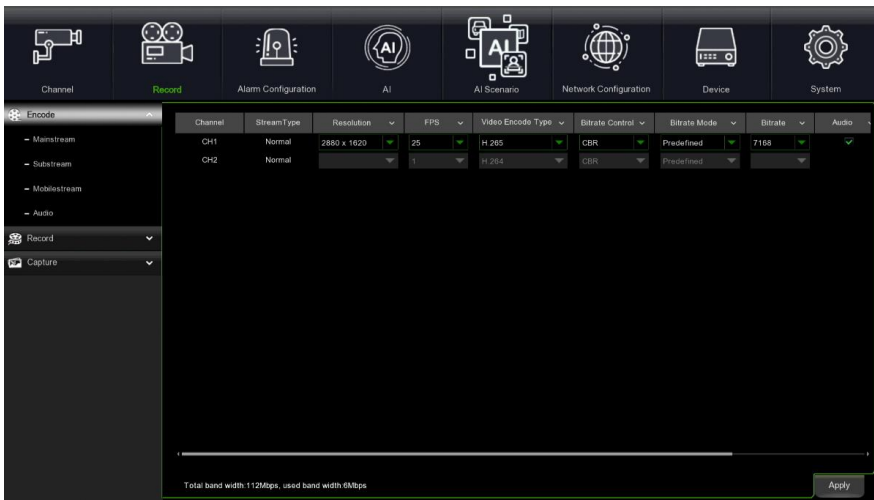 AI
AI
Channel
Record
Alarm Configuration
AI
AI Scenario
Network Configuration
Device
System
Encode
Mainstream
Substream
Mobilestream
Audio
Record
Capture
Channel StreamType Resolution FPS Video Encode Type Bitrate Control Bitrate Mode Bitrate Audio
CH1 Normal 2880 x 1620 25 H.265 CBR Predefined 7168
CH2 Normal 1 H.264 CBR Predefined
Total band width:112Mbps, used band width:6Mbps
Apply